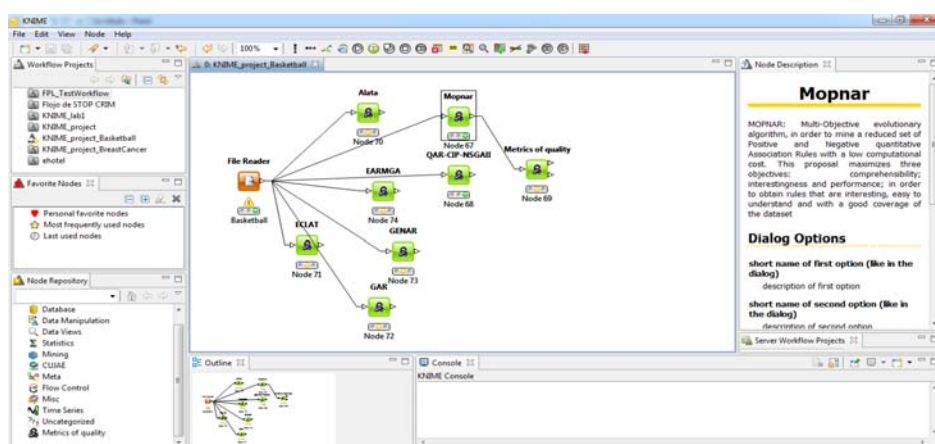 KNIME
File Edit View Node Help
100%
Workflow Projects
FPL_TestWorkflow
Flojo de STOP CRIM
KNIME_lab1
KNIME_project
KNIME_project_Basketball
KNIME_project_BreastCancer
ehotel
Favorite Nodes
Personal favorite nodes
Most frequently used nodes
Last used nodes
Node Repository
Database
Data Manipulation
Data Views
Statistics
Mining
CUJAE
Meta
Flow Control
Misc
Time Series
Uncategorized
Metrics of quality
0: KNIME_project_Basketball
Alata
Node 70
Mopnar
Node 67
QAR-CIP-NSGAII
Node 68
Metrics of quality
Node 69
File Reader
Basketball
EARMGA
Node 74
ECLAT
Node 71
GENAR
Node 73
GAR
Node 72
Outline
Console
KNIME Console
Node Description
Mopnar
MOPNAR: Multi-Objective evolutionary
algorithm, in order to mine a reduced set of
Positive and Negative quantitative
Association Rules with a low computational
cost. This proposal maximizes three
objectives: comprehensibility;
interestingness and performance; in order
to obtain rules that are interesting, easy to
understand and with a good coverage of
the dataset
Dialog Options
short name of first option (like in the
dialog)
description of first option
short name of second option (like in
the dialog)
description of second option
Server Workflow Projects